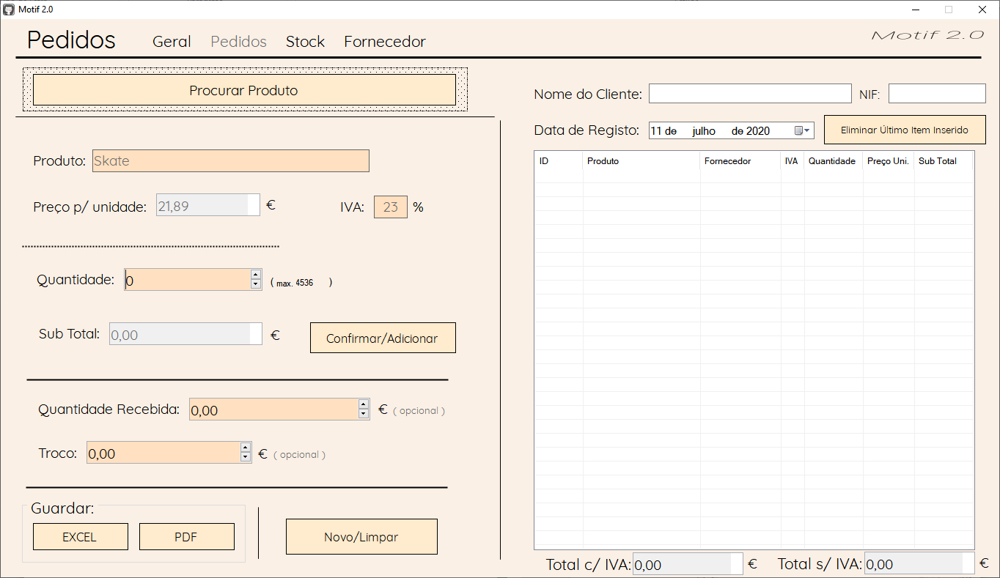 Motif 2.0
Pedidos Geral Pedidos Stock Fornecedor Motif 2.0
Procurar Produto
Produto: Skate
Preço p/ unidade: 21,89 € IVA: 23 %
Quantidade: 0 ( max. 4536 )
Sub Total: 0,00 € Confirmar/Adicionar
Quantidade Recebida: 0,00 € ( opcional )
Troco: 0,00 € ( opcional )
Guardar:
EXCEL PDF Novo/Limpar
Nome do Cliente: NIF:
Data de Registo: 11 de julho de 2020 Eliminar Último Item Inserido
ID Produto Fornecedor IVA Quantidade Preço Uni. Sub Total
Total c/ IVA: 0,00 € Total s/ IVA: 0,00 €